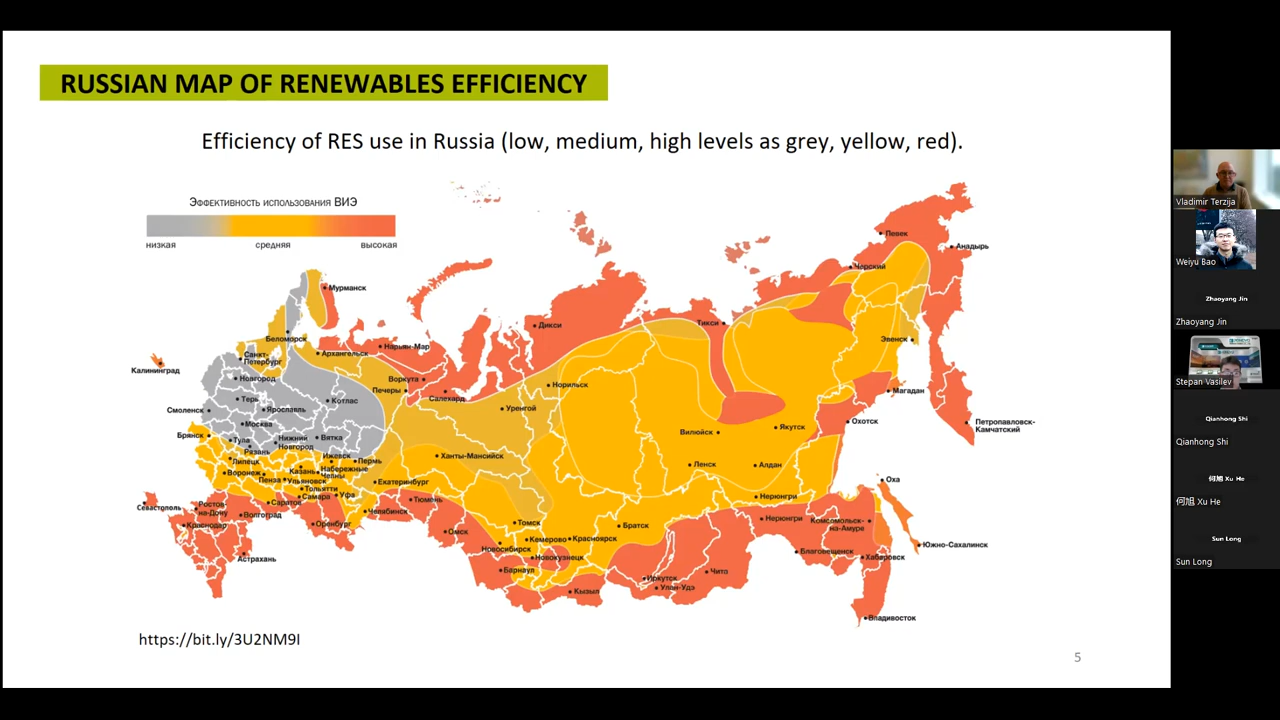 RUSSIAN MAP OF RENEWABLES EFFICIENCY
Efficiency of RES use in Russia (low, medium, high levels as grey, yellow, red).
Эффективность использования ВИЭ
низкая
средняя
высокая
Певек
Анадырь
Черский
Мурманск
Тикси
Дикси
Беломорск
Эвенск
Нарьян-Мар
Архангельск
Санкт-
Петербург
Калининград
Новгород
Воркута
Печеры
Салехард
Норильск
Магадан
Терь
Котлас
Уренгой
Смоленск
Ярославль
Москва
Охотск
Петропавловск-
Камчатский
Брянск
Тула
Нижний
Новгород
Вятка
Вилюйск
Якутск
Рязань
Липецк
Ижевск
Пермь
Ханты-Мансийск
Ленск
Алдан
Воронеж
Казань
Набережные
Челны
Пенза
Ульяновск
Екатеринбург
Оха
Тольятти
Самара
Уфа
Тюмень
Нерюнгри
Севастополь
Ростов-
на-Дону
Саратов
Челябинск
Волгоград
Оренбург
Краснодар
Омск
Томск
Братск
Нерюнгри
Комсомольск-
на-Амуре
Кемерово
Красноярск
Новосибирск
Южно-Сахалинск
Астрахань
Новокузнецк
Благовещенск
Хабаровск
Барнаул
Иркутск
Чита
Кызыл
Улан-Удэ
Владивосток
https://bit.ly/3U2NM9I
5
Vladimir Terzija
Weiyu Bao
Zhaoyang Jin
Zhaoyang Jin
Stepan Vasilev
Qianhong Shi
Qianhong Shi
何旭 Xu He
何旭 Xu He
Sun Long
Sun Long